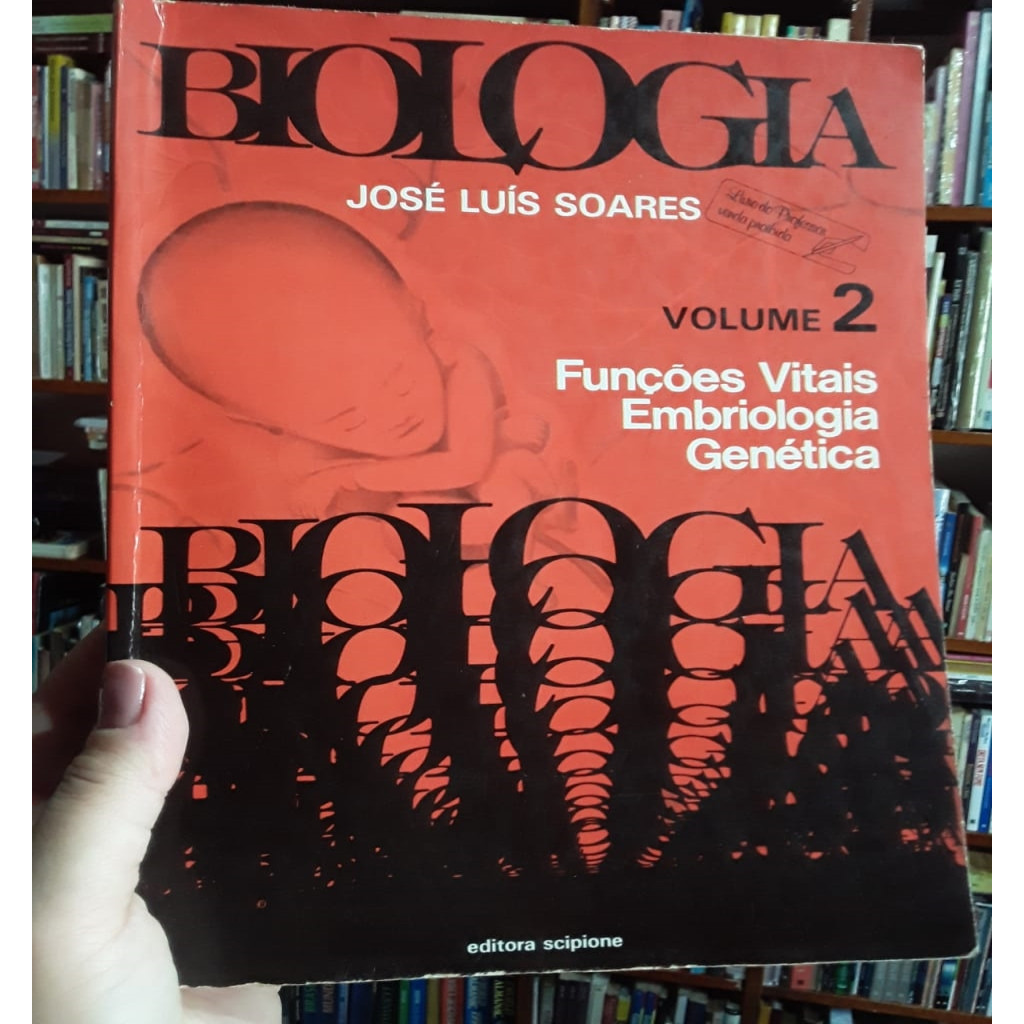 BIOLOGIA
JOSÉ LUÍS SOARES
Livro do Professor
venda proibida
VOLUME 2
Funções Vitais
Embriologia
Genética
BIOLOGIA
editora scipione